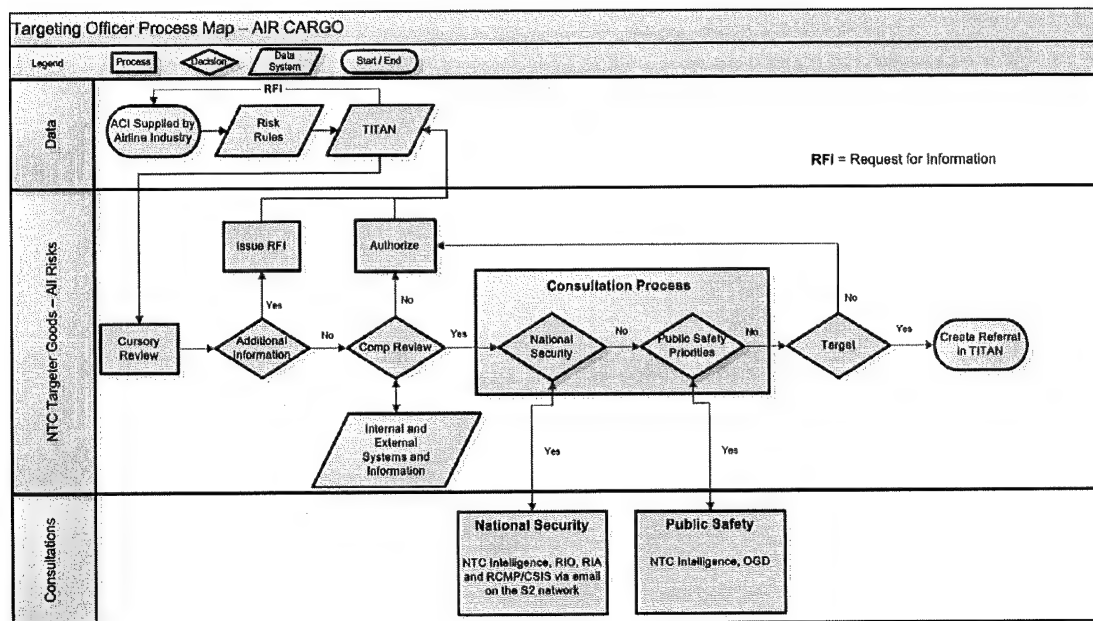 Targeting Officer Process Map – AIR CARGO
Legend
Process
Decision
Data
System
Start / End
Data
RFI
ACI Supplied by
Airline Industry
Risk
Rules
TITAN
RFI = Request for Information
NTC Targeter Goods – All Risks
Issue RFI
Authorize
Yes
No
Consultation Process
No
Cursory
Review
Additional
Information
No
Comp Review
Yes
National
Security
No
Public Safety
Priorities
No
Target
Yes
Create Referral
in TITAN
Internal and
External
Systems and
Information
Yes
Yes
Consultations
National Security
NTC Intelligence, RIO, RIA
and RCMP/CSIS via email
on the S2 network
Public Safety
NTC Intelligence, OGD